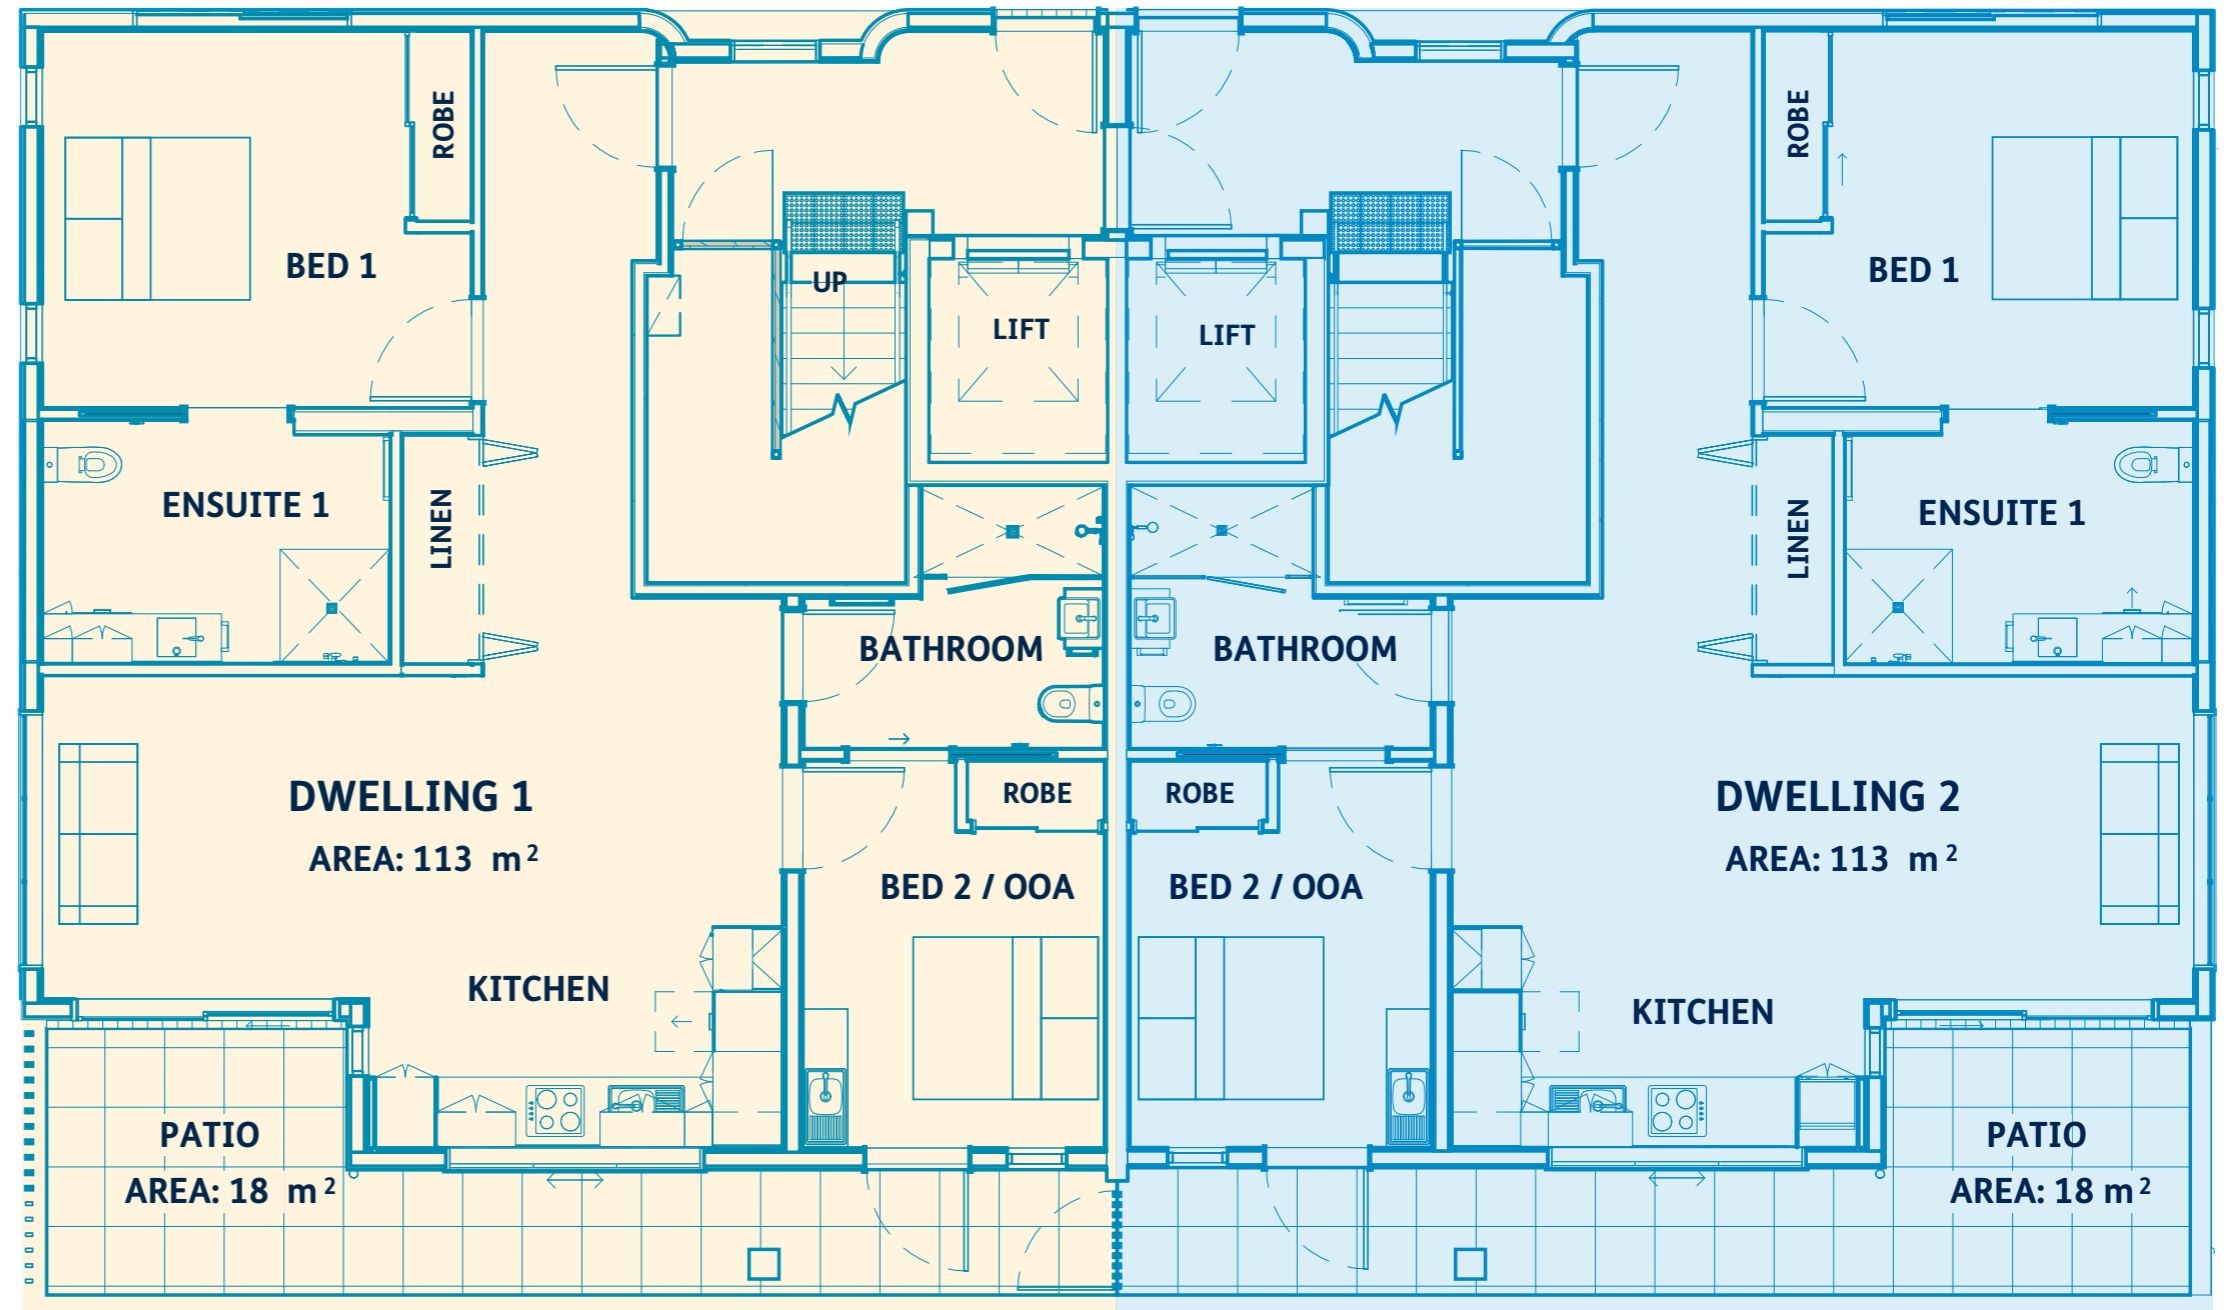 ROBE
BED 1
UP
LIFT
ENSUITE 1
LINEN
BATHROOM
DWELLING 1
AREA: 113 m²
ROBE
BED 2 / OOA
KITCHEN
PATIO
AREA: 18 m²
ROBE
BED 1
LIFT
ENSUITE 1
LINEN
BATHROOM
DWELLING 2
AREA: 113 m²
ROBE
BED 2 / OOA
KITCHEN
PATIO
AREA: 18 m²